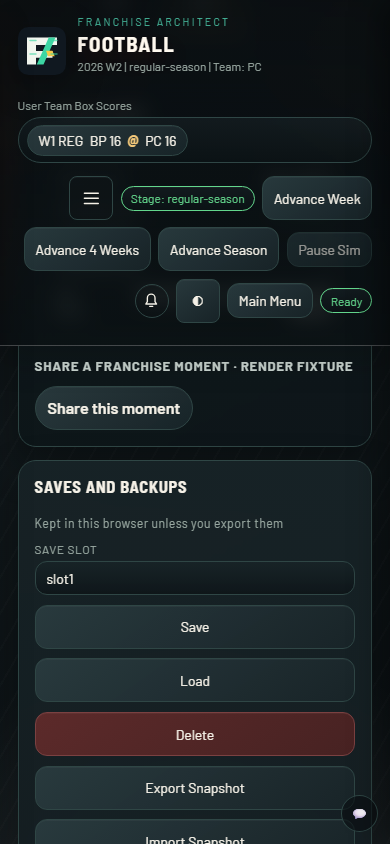 FRANCHISE ARCHITECT
FOOTBALL
2026 W2 | regular-season | Team: PC
User Team Box Scores
W1 REG BP 16 @ PC 16
Stage: regular-season
Advance Week
Advance 4 Weeks
Advance Season
Pause Sim
Main Menu
Ready
SHARE A FRANCHISE MOMENT · RENDER FIXTURE
Share this moment
SAVES AND BACKUPS
Kept in this browser unless you export them
SAVE SLOT
slot1
Save
Load
Delete
Export Snapshot
Import Snapshot